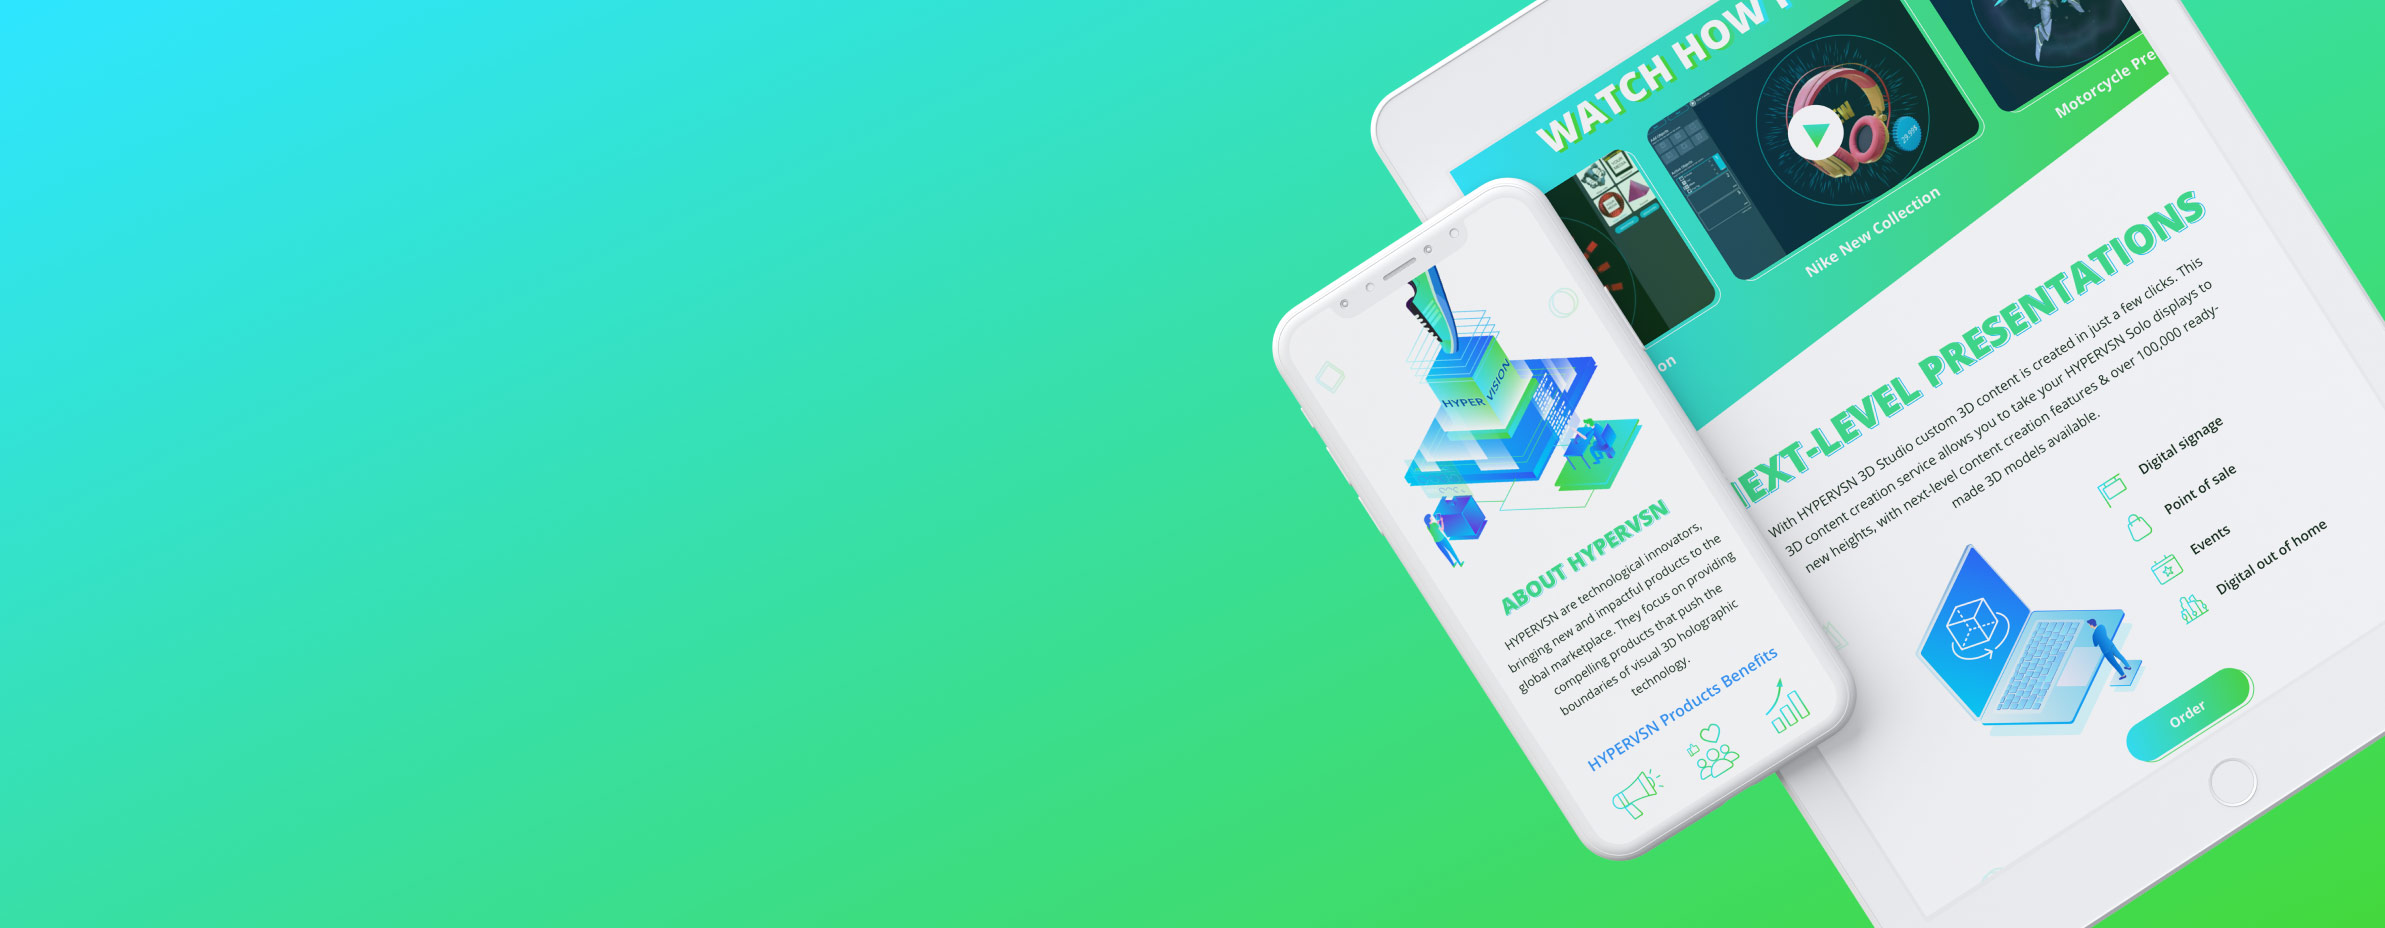 WATCH HOW
Nike New Collection
Motorcycle Pre
on
NEXT-LEVEL PRESENTATIONS
With HYPERVSN 3D Studio custom 3D content is created in just a few clicks. This
3D content creation service allows you to take your HYPERVSN Solo displays to
new heights, with next-level content creation features & over 100,000 ready-
made 3D models available.
Digital signage
Point of sale
Events
Digital out of home
Order
HYPER
VISION
ABOUT HYPERVSN
HYPERVSN are technological innovators,
bringing new and impactful products to the
global marketplace. They focus on providing
compelling products that push the
boundaries of visual 3D holographic
technology.
HYPERVSN Products Benefits